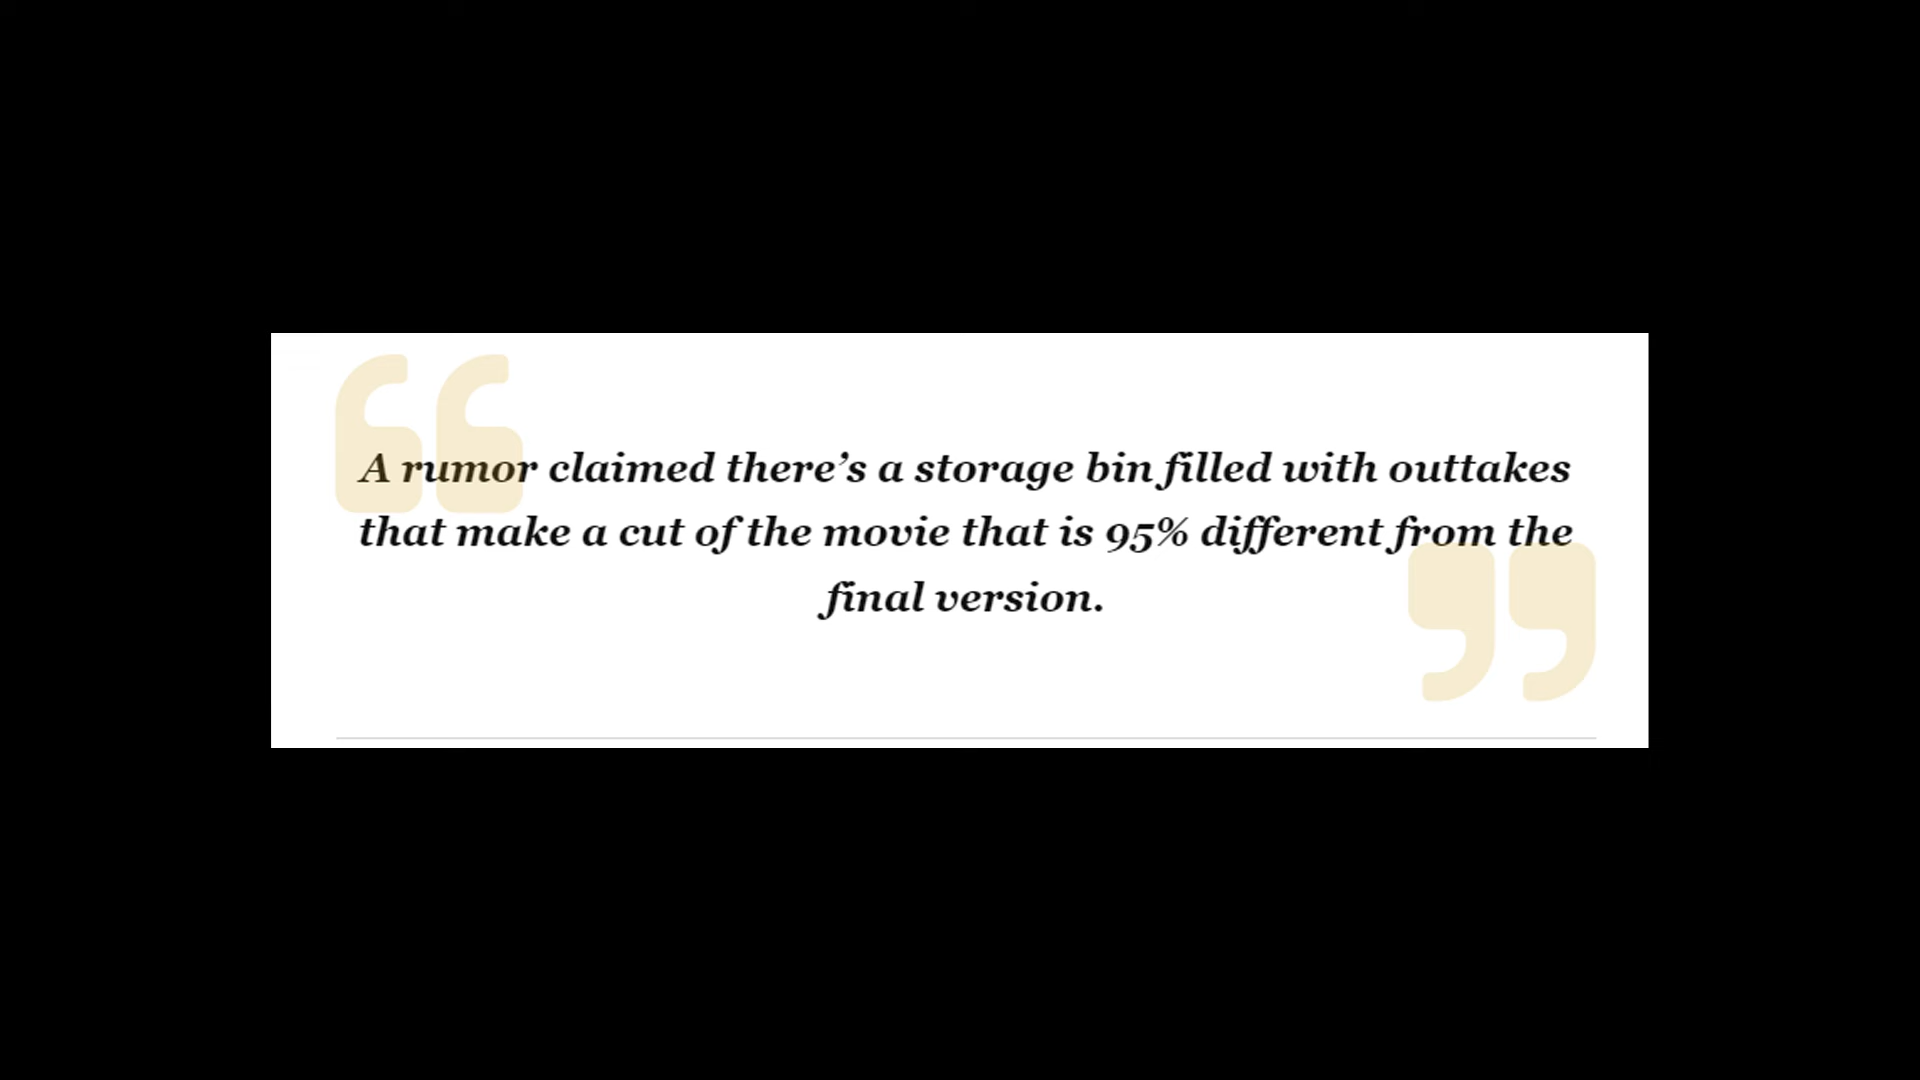 A rumor claimed there’s a storage bin filled with outtakes
that make a cut of the movie that is 95% different from the
final version.